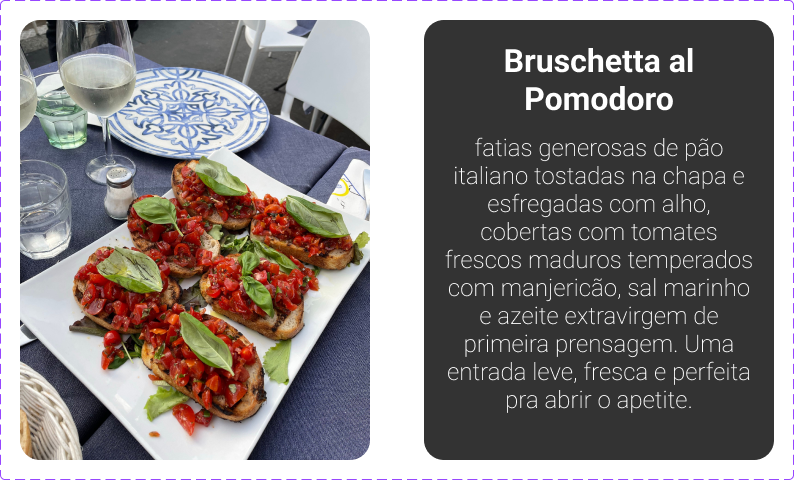 Bruschetta al
Pomodoro
fatias generosas de pão
italiano tostadas na chapa e
esfregadas com alho,
cobertas com tomates
frescos maduros temperados
com manjericão, sal marinho
e azeite extravirgem de
primeira prensagem. Uma
entrada leve, fresca e perfeita
pra abrir o apetite.